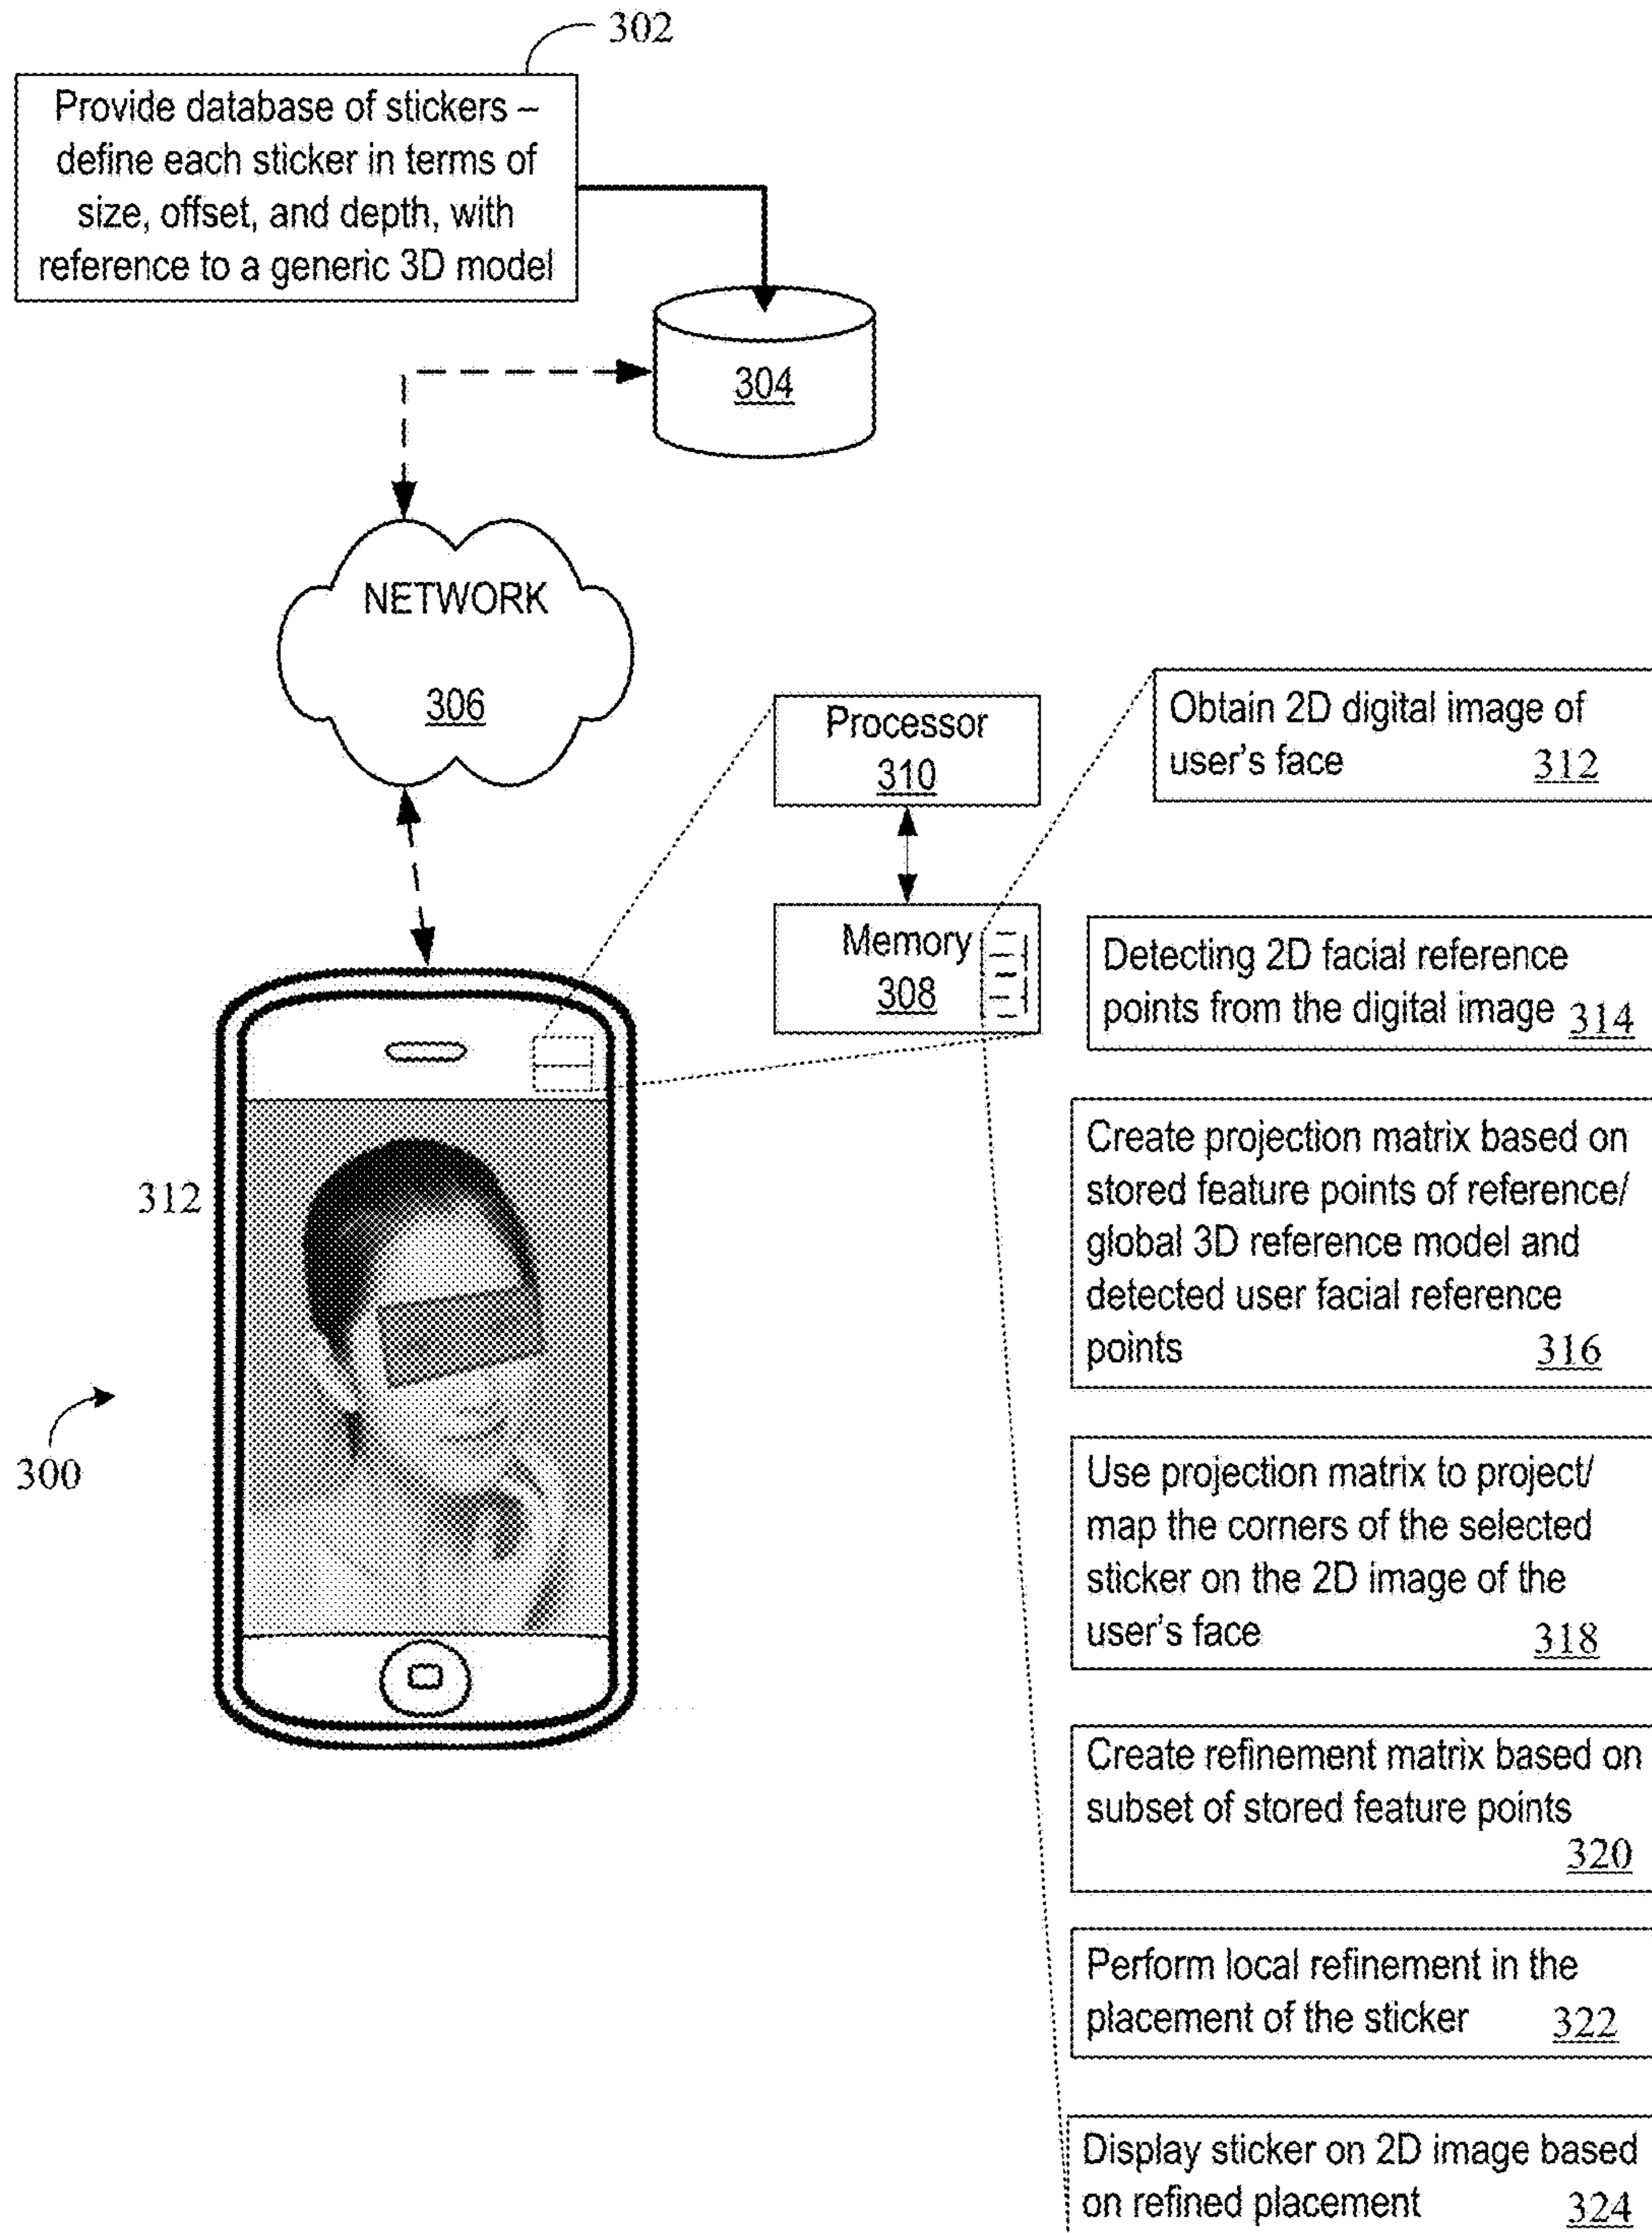 302
Provide database of stickers –
define each sticker in terms of
size, offset, and depth, with
reference to a generic 3D model
304
NETWORK
306
Processor
310
Memory
308
312
300
Obtain 2D digital image of
user's face 312
Detecting 2D facial reference
points from the digital image 314
Create projection matrix based on
stored feature points of reference/
global 3D reference model and
detected user facial reference
points 316
Use projection matrix to project/
map the corners of the selected
sticker on the 2D image of the
user's face 318
Create refinement matrix based on
subset of stored feature points
320
Perform local refinement in the
placement of the sticker 322
Display sticker on 2D image based
on refined placement 324